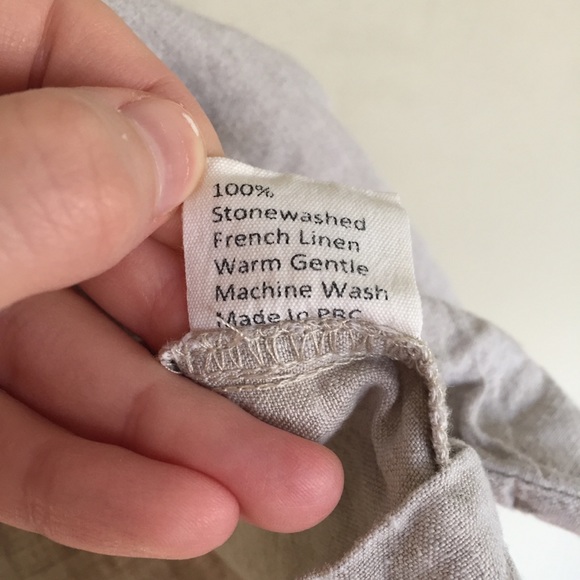 100%
Stonewashed
French Linen
Warm Gentle
Machine Wash
Made In PRC